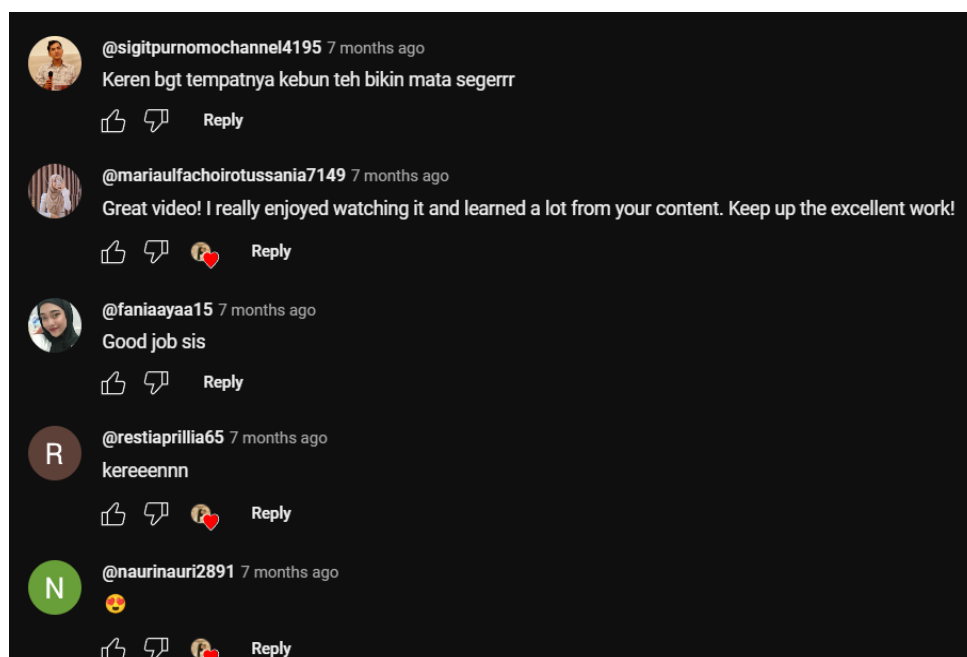 @sigitpurnomochannel4195 7 months ago
Keren bgt tempatnya kebun teh bikin mata segerrr
Reply
@mariaulfachoirotussania7149 7 months ago
Great video! I really enjoyed watching it and learned a lot from your content. Keep up the excellent work!
Reply
@faniaayaa15 7 months ago
Good job sis
Reply
R
@restiaprillia65 7 months ago
kereeennn
Reply
N
@naurinauri2891 7 months ago
😍
Reply